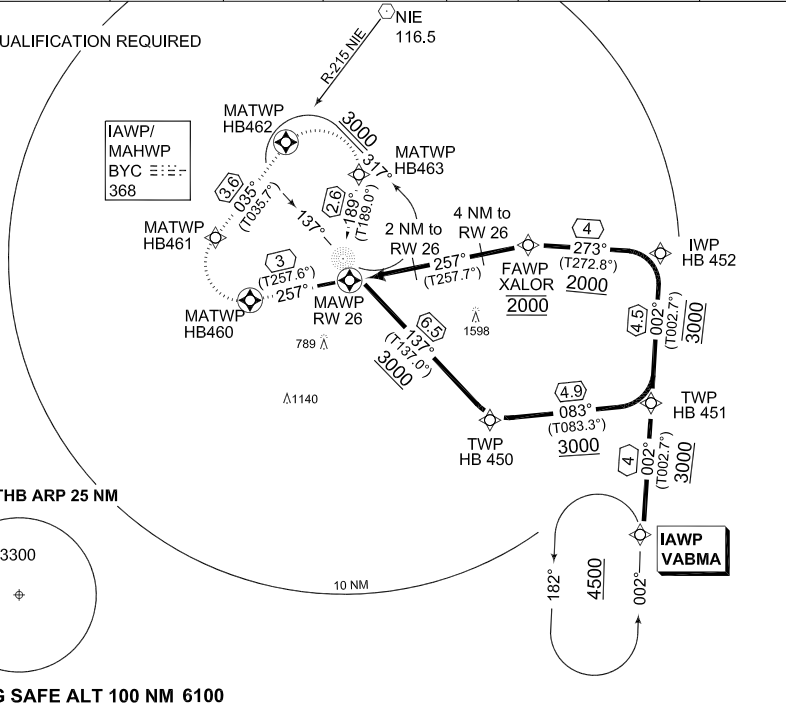 NIE
116.5
UALIFICATION REQUIRED
R-215 NIE
MATWP
HB462
3000
317°
MATWP
HB463
IAWP/
MAHWP
BYC
368
3.6
035°
(T035.7°)
137°
2.6
189°
(T189.0°)
2 NM to
RW 26
4 NM to
RW 26
4
273°
(T272.8°)
2000
IWP
HB 452
MATWP
HB461
3
(T257.6°)
257°
257°
(T257.7°)
FAWP
XALOR
2000
MATWP
HB460
MAWP
RW 26
4.5
002°
(T002.7°)
3000
789
1598
6.5
137°
(T137.0°)
3000
1140
4.9
083°
(T083.3°)
3000
TWP
HB 451
TWP
HB 450
4
002°
(T002.7°)
3000
THB ARP 25 NM
IAWP
VABMA
3300
10 NM
182°
4500
002°
G SAFE ALT 100 NM 6100